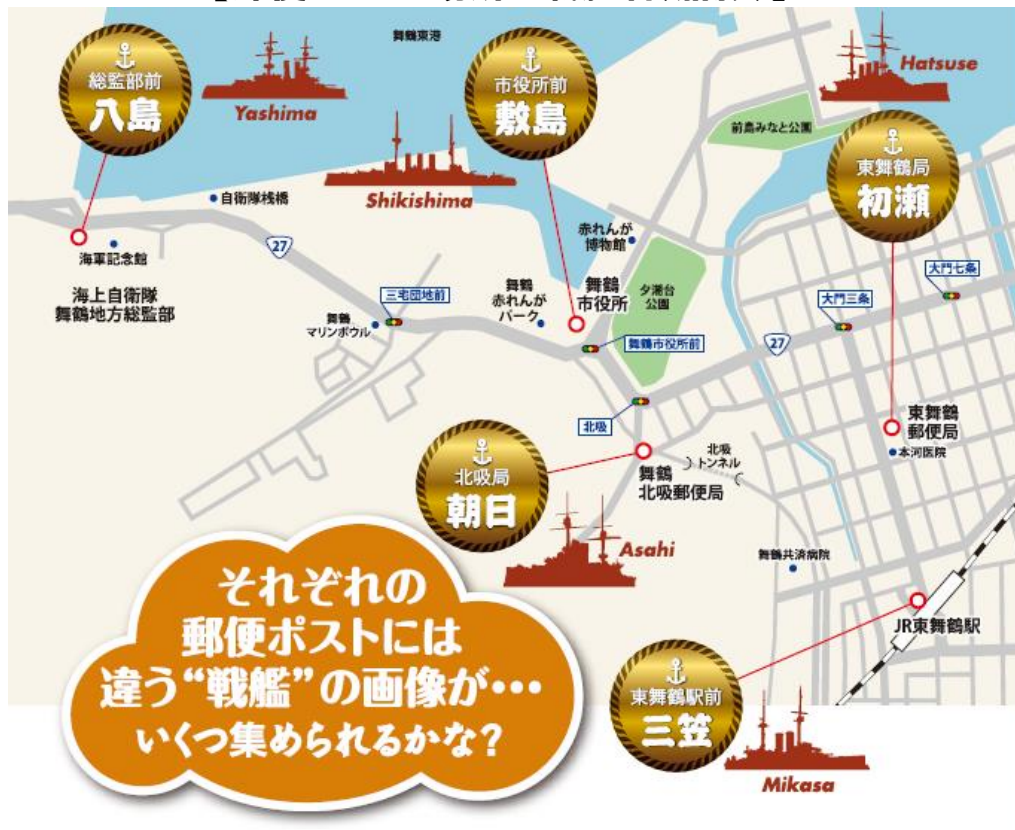 舞鶴東港
総監部前
八島
Yashima
市役所前
敷島
Shikishima
Hatsuse
前島みなと公園
東舞鶴局
初瀬
自衛隊桟橋
海軍記念館
27
海上自衛隊
舞鶴地方総監部
三宅団地前
舞鶴
マリンボウル
舞鶴
赤れんが
パーク
赤れんが
博物館
舞鶴
市役所
夕潮台
公園
舞鶴市役所前
大門七条
大門三条
27
北吸
北吸局
朝日
Asahi
舞鶴
北吸郵便局
北吸
トンネル
東舞鶴
郵便局
本河医院
舞鶴共済病院
JR東舞鶴駅
東舞鶴駅前
三笠
Mikasa
それぞれの
郵便ポストには
違う“戦艦”の画像が…
いくつ集められるかな?